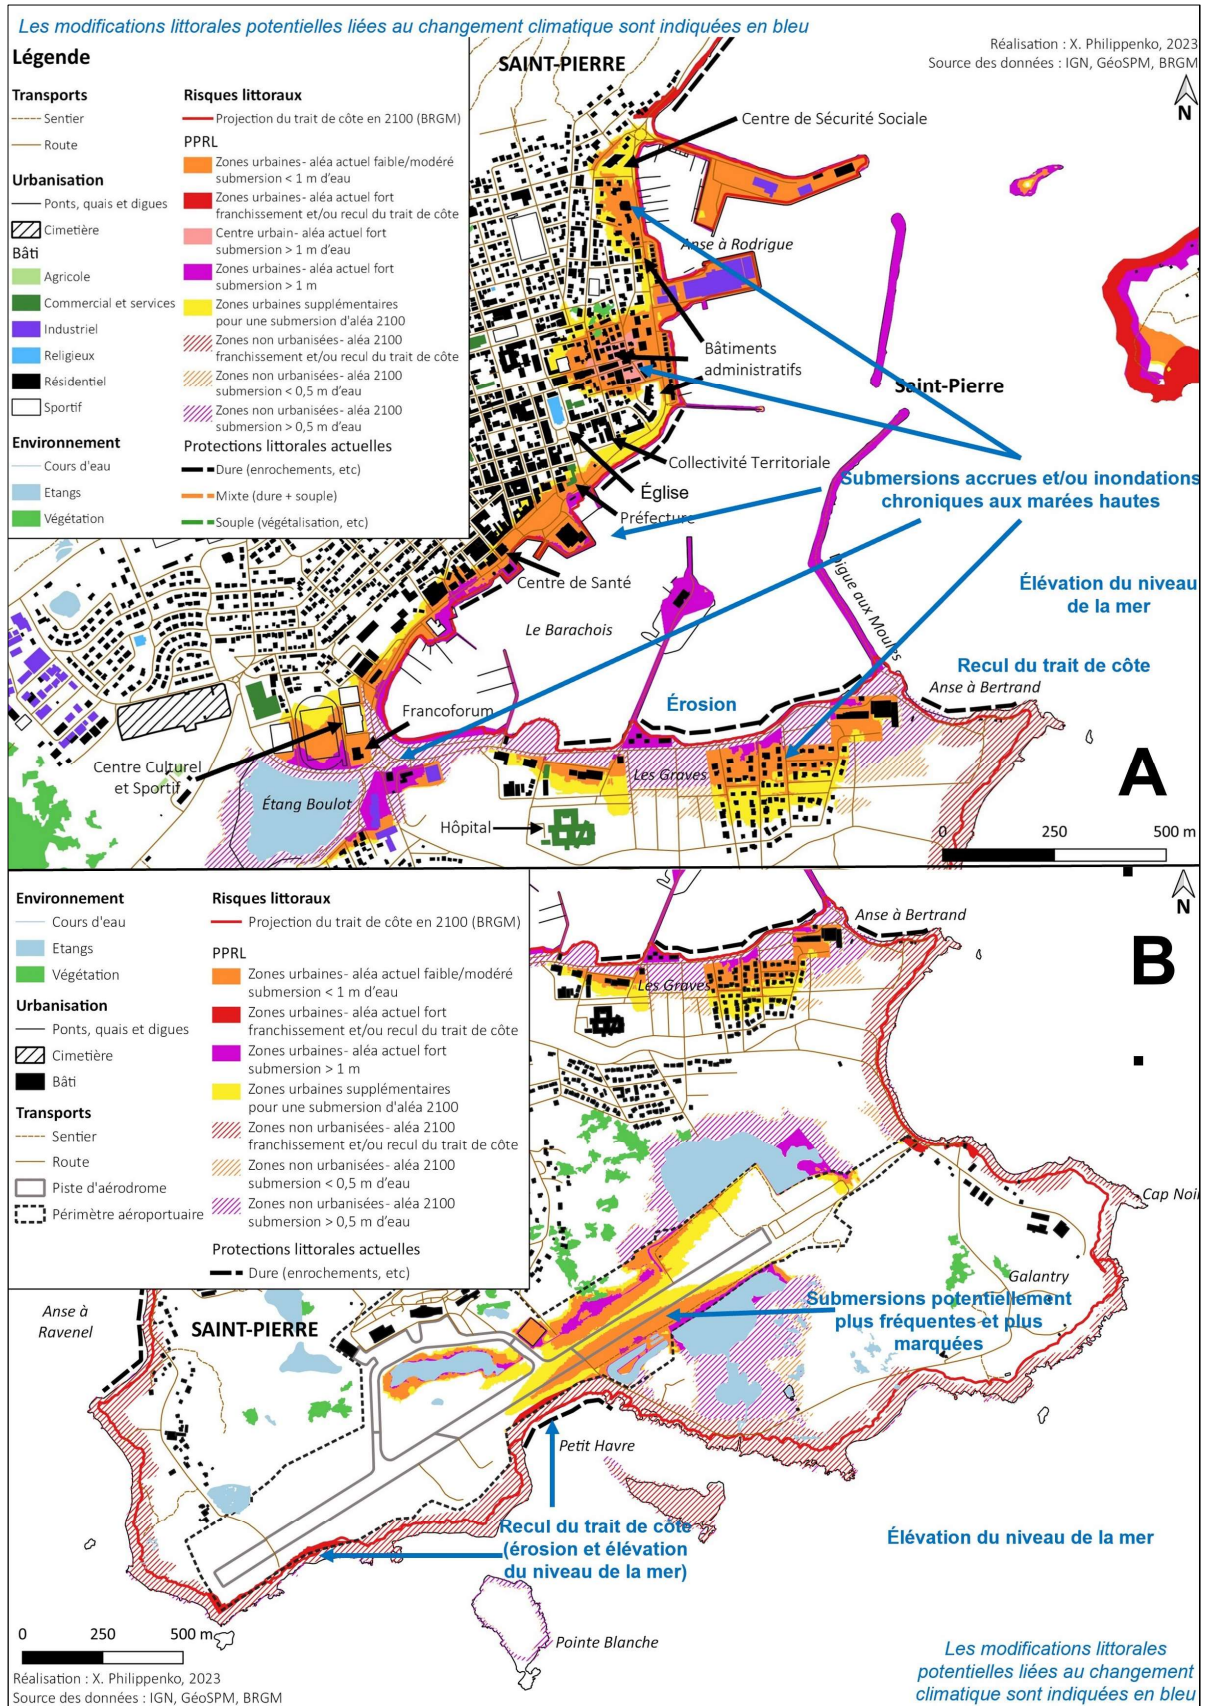 Les modifications littorales potentielles liées au changement climatique sont indiquées en bleu
Réalisation : X. Philippenko, 2023
Source des données : IGN, GéoSPM, BRGM
N
Légende
Transports
Sentier
Route
Urbanisation
Ponts, quais et digues
Cimetière
Bâti
Agricole
Commercial et services
Industriel
Religieux
Résidentiel
Sportif
Environnement
Cours d'eau
Etangs
Végétation
Risques littoraux
Projection du trait de côte en 2100 (BRGM)
PPRL
Zones urbaines- aléa actuel faible/modéré
submersion < 1 m d'eau
Zones urbaines- aléa actuel fort
franchissement et/ou recul du trait de côte
Centre urbain- aléa actuel fort
submersion > 1 m d'eau
Zones urbaines- aléa actuel fort
submersion > 1 m
Zones urbaines supplémentaires
pour une submersion d'aléa 2100
Zones non urbanisées- aléa 2100
franchissement et/ou recul du trait de côte
Zones non urbanisées- aléa 2100
submersion < 0,5 m d'eau
Zones non urbanisées- aléa 2100
submersion > 0,5 m d'eau
Protections littorales actuelles
Dure (enrochements, etc)
Mixte (dure + souple)
Souple (végétalisation, etc)
SAINT-PIERRE
Centre de Sécurité Sociale
Anse à Rodrigue
Bâtiments
administratifs
Saint-Pierre
Collectivité Territoriale
Submersions accrues et/ou inondations
chroniques aux marées hautes
Église
Préfecture
Centre de Santé
Digue aux Moules
Élévation du niveau
de la mer
Le Barachois
Recul du trait de côte
Anse à Bertrand
Érosion
Francoforum
Centre Culturel
et Sportif
Les Graves
Étang Boulot
Hôpital
A
0 250 500 m
Environnement
Cours d'eau
Etangs
Végétation
Urbanisation
Ponts, quais et digues
Cimetière
Bâti
Transports
Sentier
Route
Piste d'aérodrome
Périmètre aéroportuaire
Risques littoraux
Projection du trait de côte en 2100 (BRGM)
PPRL
Zones urbaines- aléa actuel faible/modéré
submersion < 1 m d'eau
Zones urbaines- aléa actuel fort
franchissement et/ou recul du trait de côte
Zones urbaines- aléa actuel fort
submersion > 1 m
Zones urbaines supplémentaires
pour une submersion d'aléa 2100
Zones non urbanisées- aléa 2100
franchissement et/ou recul du trait de côte
Zones non urbanisées- aléa 2100
submersion < 0,5 m d'eau
Zones non urbanisées- aléa 2100
submersion > 0,5 m d'eau
Protections littorales actuelles
Dure (enrochements, etc)
N
Anse à Bertrand
B
Les Graves
Cap Noir
Galantry
Submersions potentiellement
plus fréquentes et plus
marquées
Anse à
Ravenel
SAINT-PIERRE
Petit Havre
Recul du trait de côte
(érosion et élévation
du niveau de la mer)
Élévation du niveau de la mer
Pointe Blanche
0 250 500 m
Réalisation : X. Philippenko, 2023
Source des données : IGN, GéoSPM, BRGM
Les modifications littorales
potentielles liées au changement
climatique sont indiquées en bleu